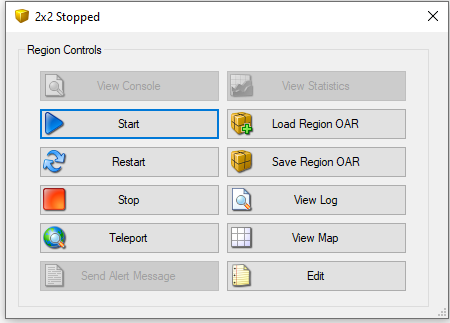 2x2 Stopped
Region Controls
View Console
View Statistics
Start
Load Region OAR
Restart
Save Region OAR
Stop
View Log
Teleport
View Map
Send Alert Message
Edit